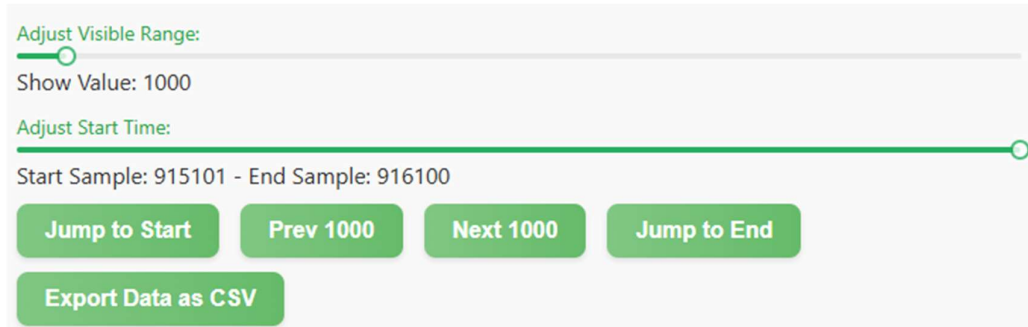 Adjust Visible Range:
Show Value: 1000
Adjust Start Time:
Start Sample: 915101 - End Sample: 916100
Jump to Start Prev 1000 Next 1000 Jump to End
Export Data as CSV